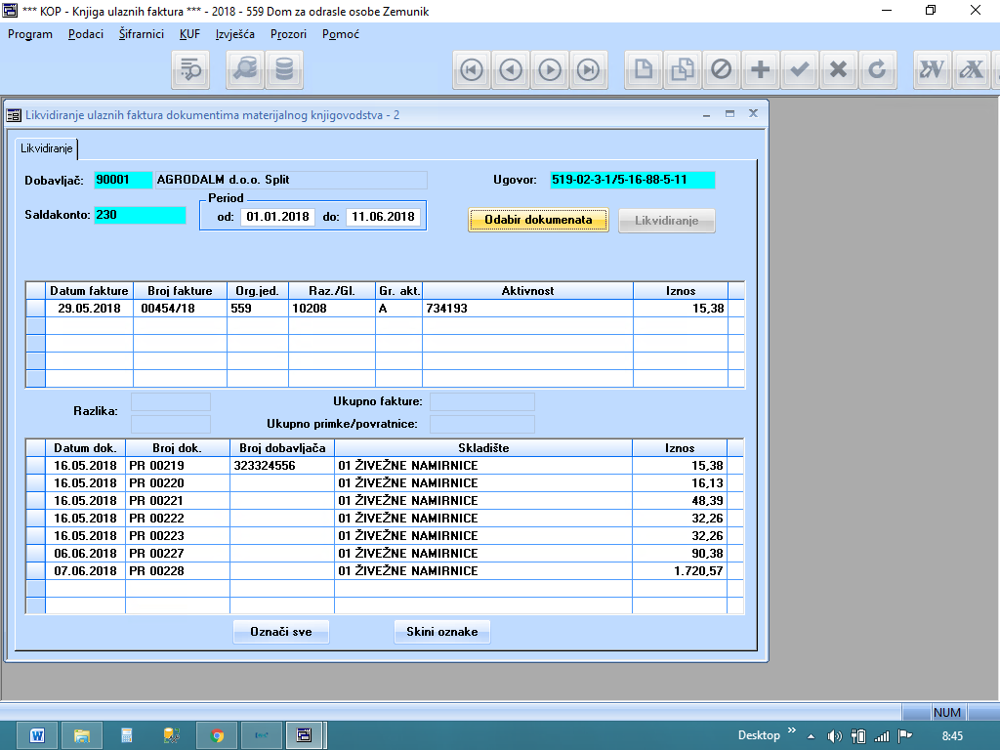 *** KOP - Knjiga ulaznih faktura *** - 2018 - 559 Dom za odrasle osobe Zemunik
Program Podaci Šifrarnici KUF Izvješća Prozori Pomoć
Likvidiranje ulaznih faktura dokumentima materijalnog knjigovodstva - 2
Likvidiranje
Dobavljač: 90001 AGRODALM d.o.o. Split Ugovor: 519-02-3-1/5-16-88-5-11
Saldakonto: 230 Period od: 01.01.2018 do: 11.06.2018 Odabir dokumenata Likvidiranje
Datum fakture Broj fakture Org.jed. Raz./Gl. Gr. akt. Aktivnost Iznos
29.05.2018 00454/18 559 10208 A 734193 15,38
Razlika: Ukupno fakture:
Ukupno primke/povratnice:
Datum dok. Broj dok. Broj dobavljača Skladište Iznos
16.05.2018 PR 00219 323324556 01 ŽIVEŽNE NAMIRNICE 15,38
16.05.2018 PR 00220 01 ŽIVEŽNE NAMIRNICE 16,13
16.05.2018 PR 00221 01 ŽIVEŽNE NAMIRNICE 48,39
16.05.2018 PR 00222 01 ŽIVEŽNE NAMIRNICE 32,26
16.05.2018 PR 00223 01 ŽIVEŽNE NAMIRNICE 32,26
06.06.2018 PR 00227 01 ŽIVEŽNE NAMIRNICE 90,38
07.06.2018 PR 00228 01 ŽIVEŽNE NAMIRNICE 1.720,57
Označi sve Skini oznake
NUM
Desktop 8:45